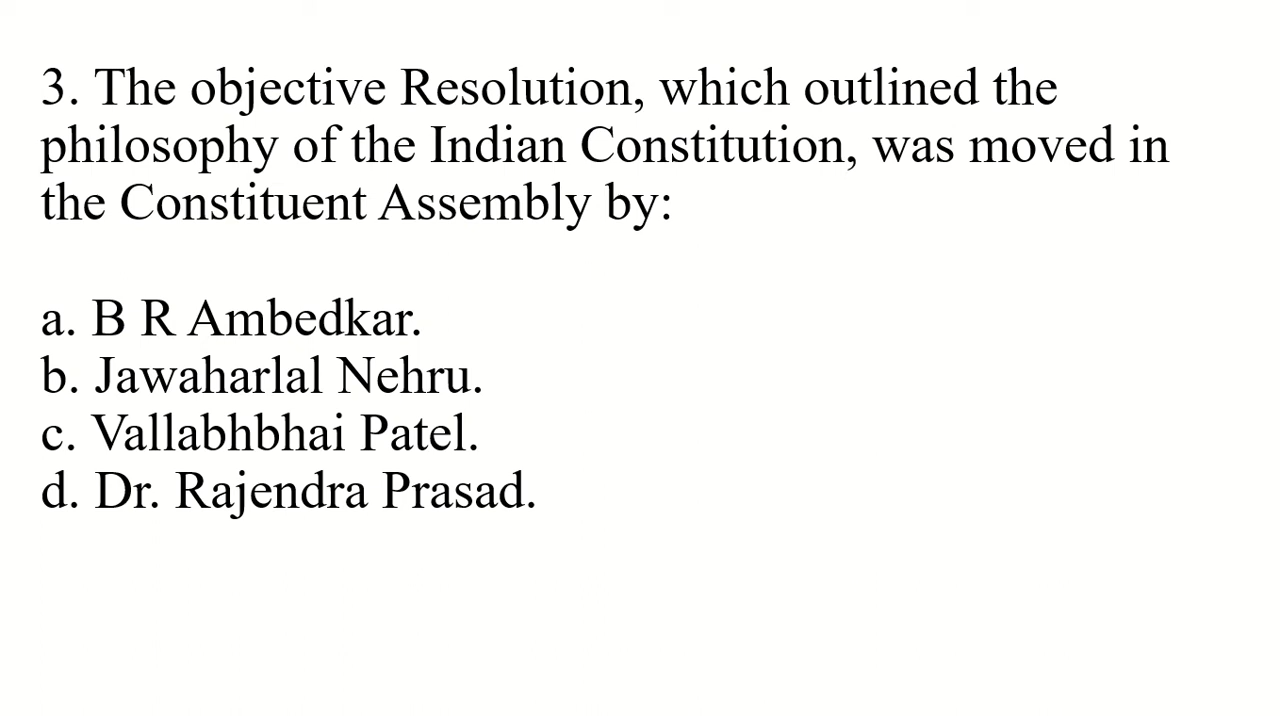 3. The objective Resolution, which outlined the
philosophy of the Indian Constitution, was moved in
the Constituent Assembly by:
a. B R Ambedkar.
b. Jawaharlal Nehru.
c. Vallabhbhai Patel.
d. Dr. Rajendra Prasad.